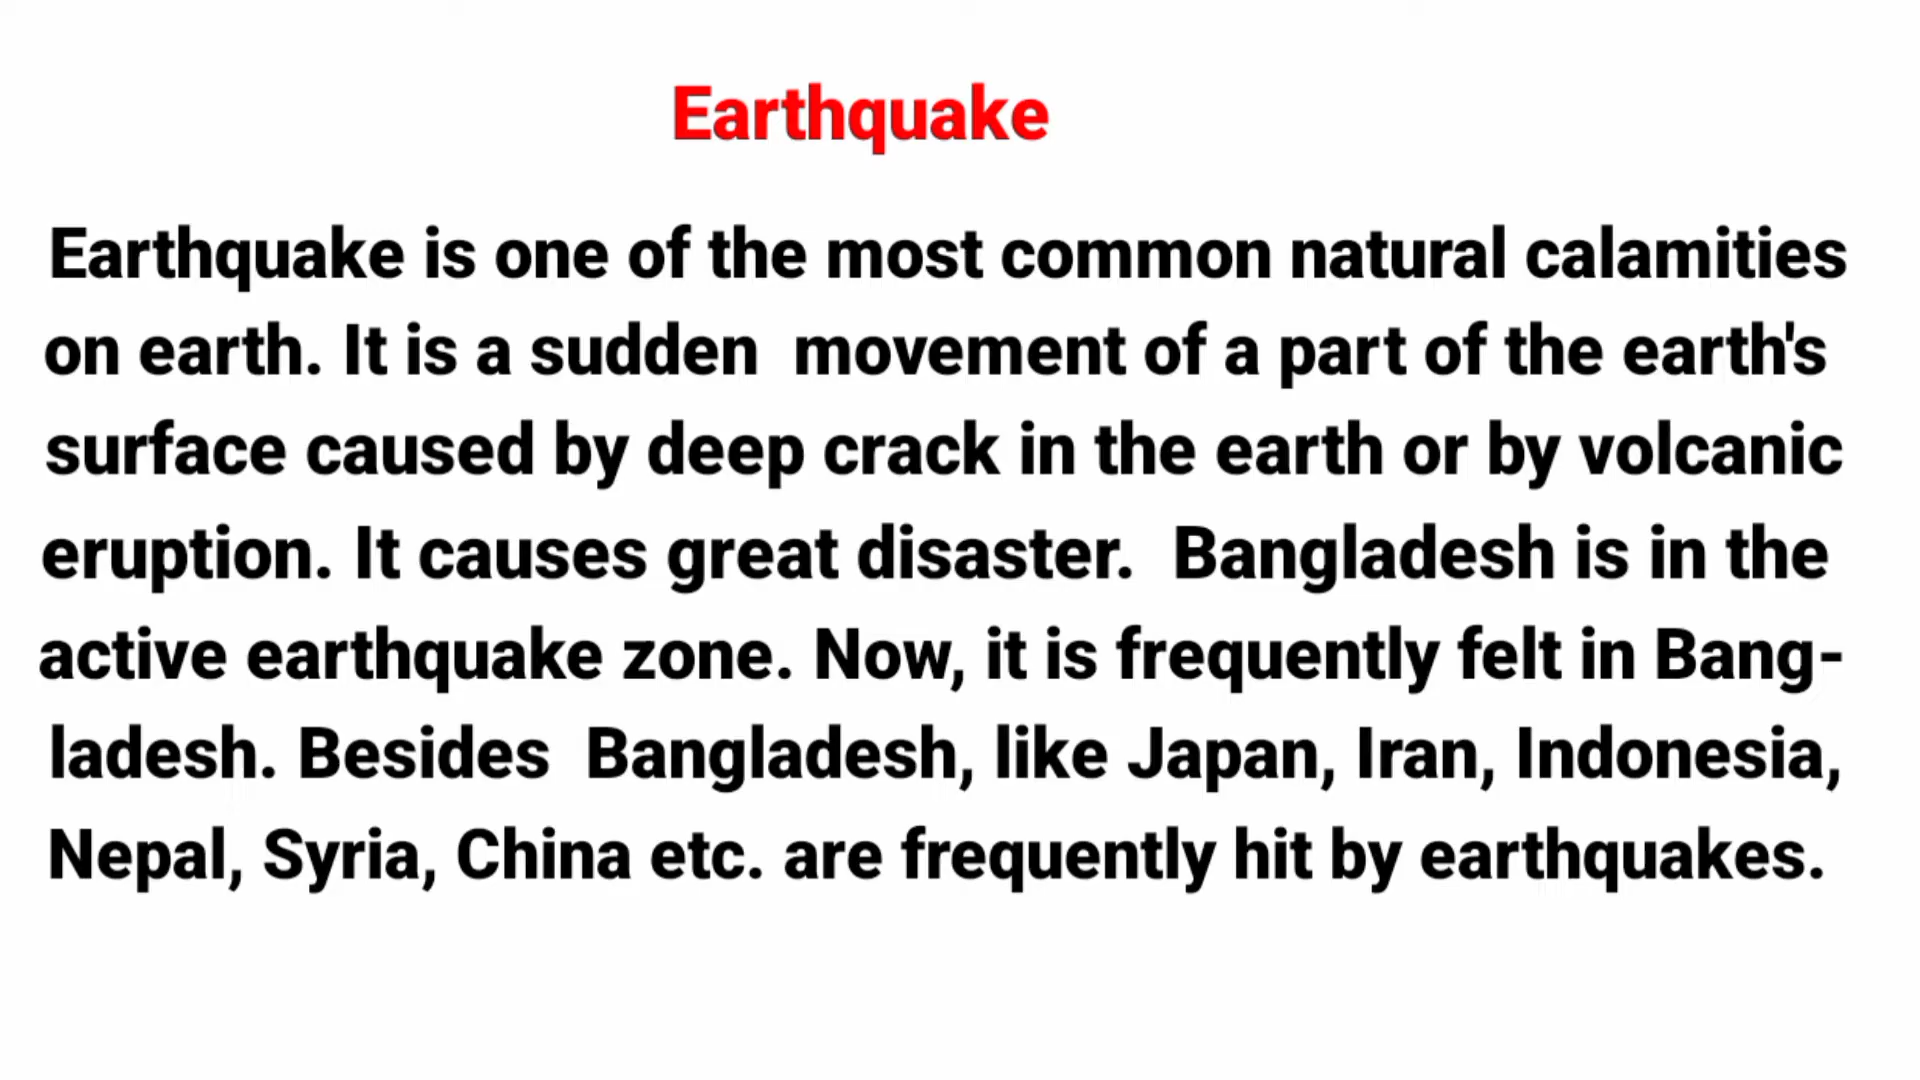 Earthquake
Earthquake is one of the most common natural calamities
on earth. It is a sudden  movement of a part of the earth's
surface caused by deep crack in the earth or by volcanic
eruption. It causes great disaster.  Bangladesh is in the
active earthquake zone. Now, it is frequently felt in Bang-
ladesh. Besides  Bangladesh, like Japan, Iran, Indonesia,
Nepal, Syria, China etc. are frequently hit by earthquakes.